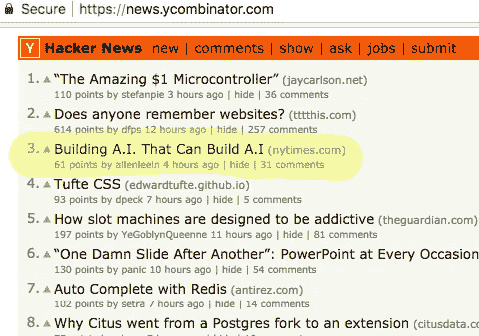 Secure | https://news.ycombinator.com
Y Hacker News new | comments | show | ask | jobs | submit
1. "The Amazing $1 Microcontroller" (jaycarlson.net)
110 points by stefanpie 3 hours ago | hide | 36 comments
2. Does anyone remember websites? (tttthis.com)
614 points by dfps 12 hours ago | hide | 257 comments
3. Building A.I. That Can Build A.I (nytimes.com)
61 points by allenleein 4 hours ago | hide | 31 comments
4. Tufte CSS (edwardtufte.github.io)
93 points by dpeck 7 hours ago | hide | 5 comments
5. How slot machines are designed to be addictive (theguardian.com)
197 points by YeGoblynQueenne 11 hours ago | hide | 81 comments
6. "One Damn Slide After Another": PowerPoint at Every Occasion
130 points by panic 10 hours ago | hide | 54 comments
7. Auto Complete with Redis (antirez.com)
102 points by setra 7 hours ago | hide | 14 comments
8. Why Citus went from a Postgres fork to an extension (citusdata.c